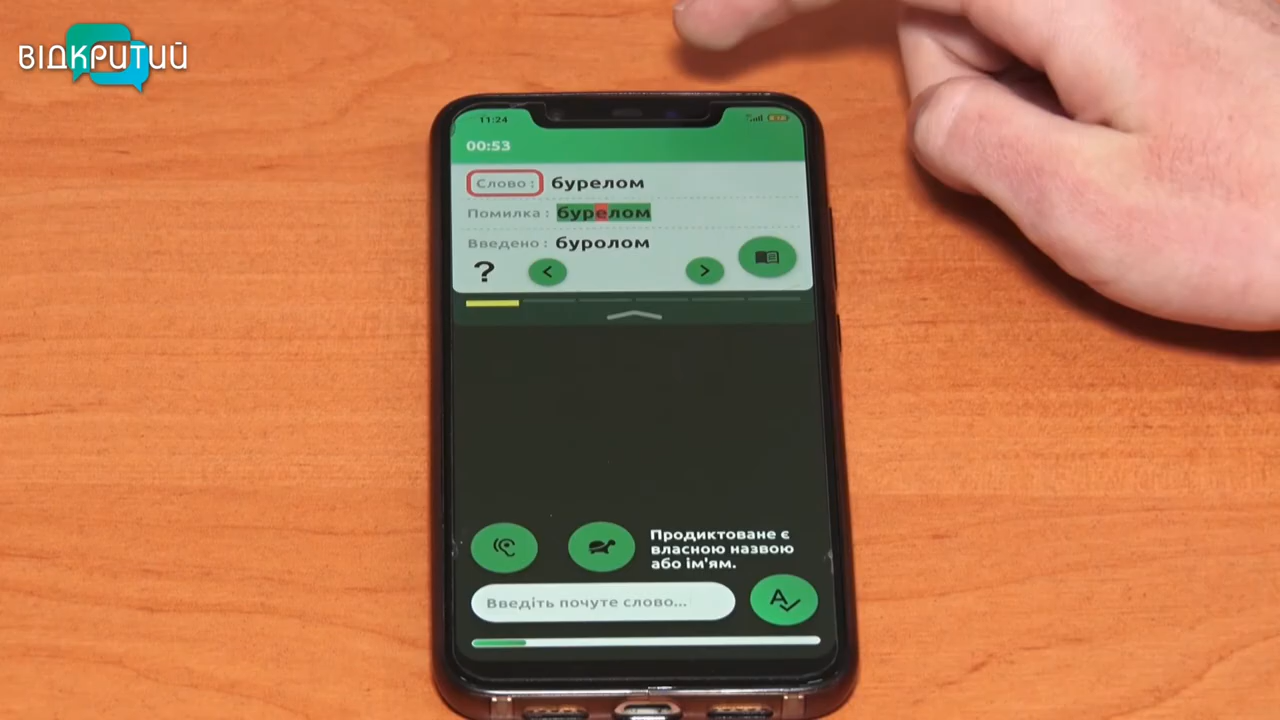 ВІДКРИТИЙ
11:24
00:53
Слово : бурелом
Помилка : бурелом
Введено : буролом
?
Продиктоване є
власною назвою
або ім'ям.
Введіть почуте слово...